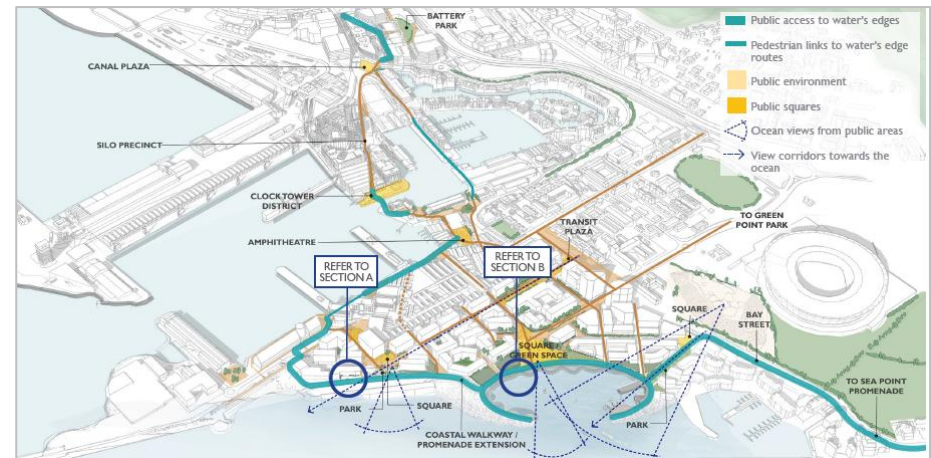 BATTERY
PARK
CANAL PLAZA
SILO PRECINCT
CLOCK TOWER
DISTRICT
AMPHITHEATRE
REFER TO
SECTION A
REFER TO
SECTION B
TRANSIT
PLAZA
TO GREEN
POINT PARK
SQUARE
BAY
STREET
SQUARE /
GREEN SPACE
TO SEA POINT
PROMENADE
PARK
SQUARE
PARK
COASTAL WALKWAY /
PROMENADE EXTENSION
Public access to water's edges
Pedestrian links to water's edge
routes
Public environment
Public squares
Ocean views from public areas
View corridors towards the
ocean